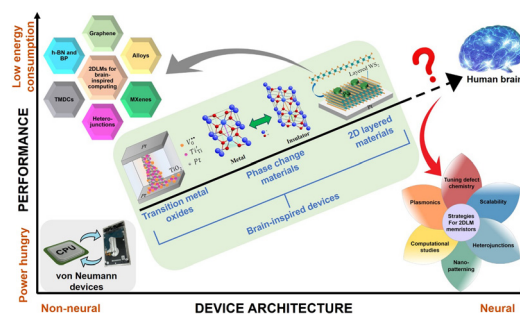 Low energy
consumption
PERFORMANCE
Power hungry
Graphene
h-BN and
BP
Alloys
2DLMs for
brain-
inspired
computing
TMDCs
MXenes
Hetero-
junctions
Pt
TiO2
Pt
Transition metal
oxides
Metal
Insulator
Phase change
materials
Layered WS2
Pt
2D layered
materials
Brain-inspired devices
?
Human brain
Tuning defect
chemistry
Plasmonics
Scalability
Strategies
For 2DLM
memristors
Computational
studies
Heterojunctions
Nano-
patterning
CPU
von Neumann
devices
Non-neural
DEVICE ARCHITECTURE
Neural